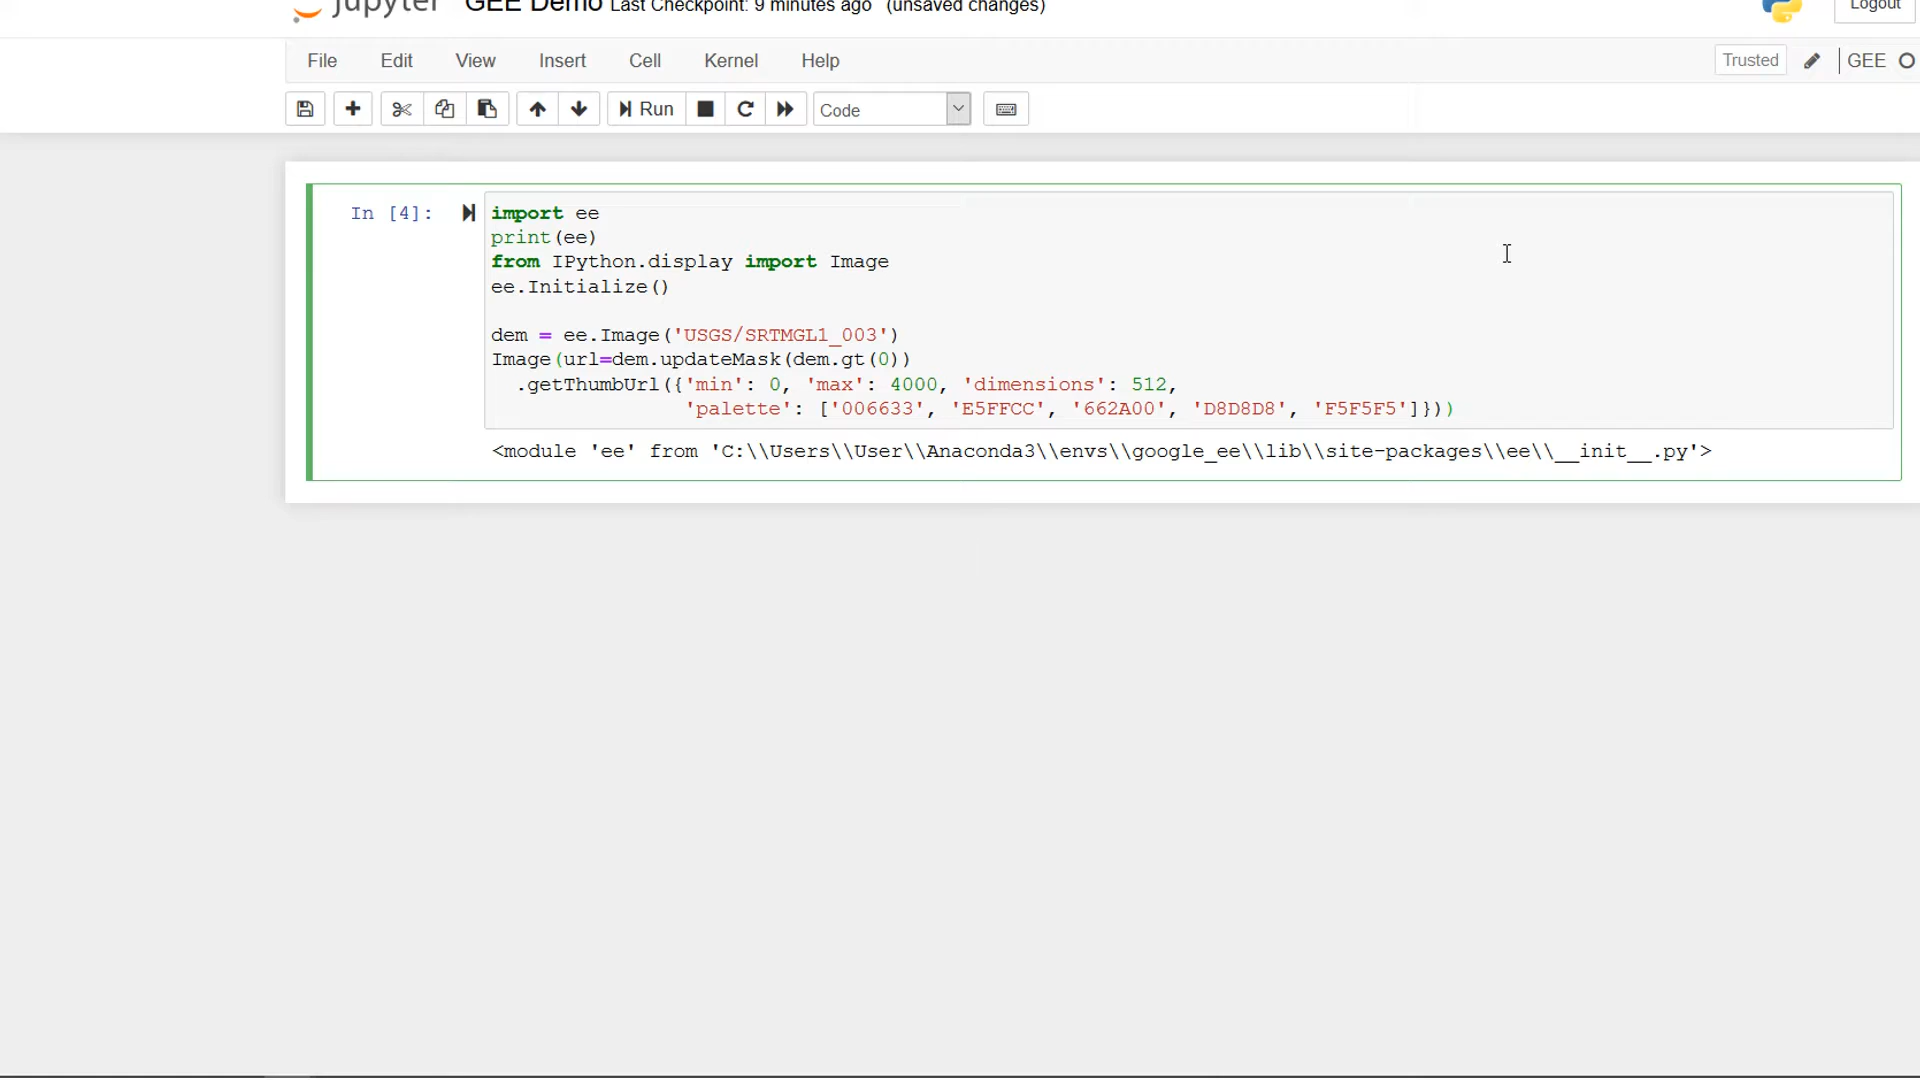 jupyter GEE Demo Last Checkpoint: 9 minutes ago (unsaved changes) Logout
File Edit View Insert Cell Kernel Help Trusted GEE
Run Code
In [4]: import ee
print(ee)
from IPython.display import Image
ee.Initialize()
dem = ee.Image('USGS/SRTMGL1_003')
Image(url=dem.updateMask(dem.gt(0))
.getThumbUrl({'min': 0, 'max': 4000, 'dimensions': 512,
'palette': ['006633', 'E5FFCC', '662A00', 'D8D8D8', 'F5F5F5']}))
<module 'ee' from 'C:\\Users\\User\\Anaconda3\\envs\\google_ee\\lib\\site-packages\\ee\\__init__.py'>